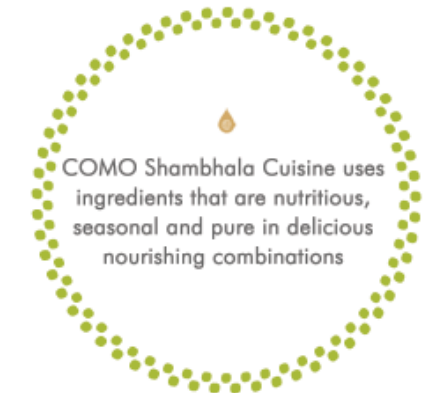 COMO Shambhala Cuisine uses
ingredients that are nutritious,
seasonal and pure in delicious
nourishing combinations